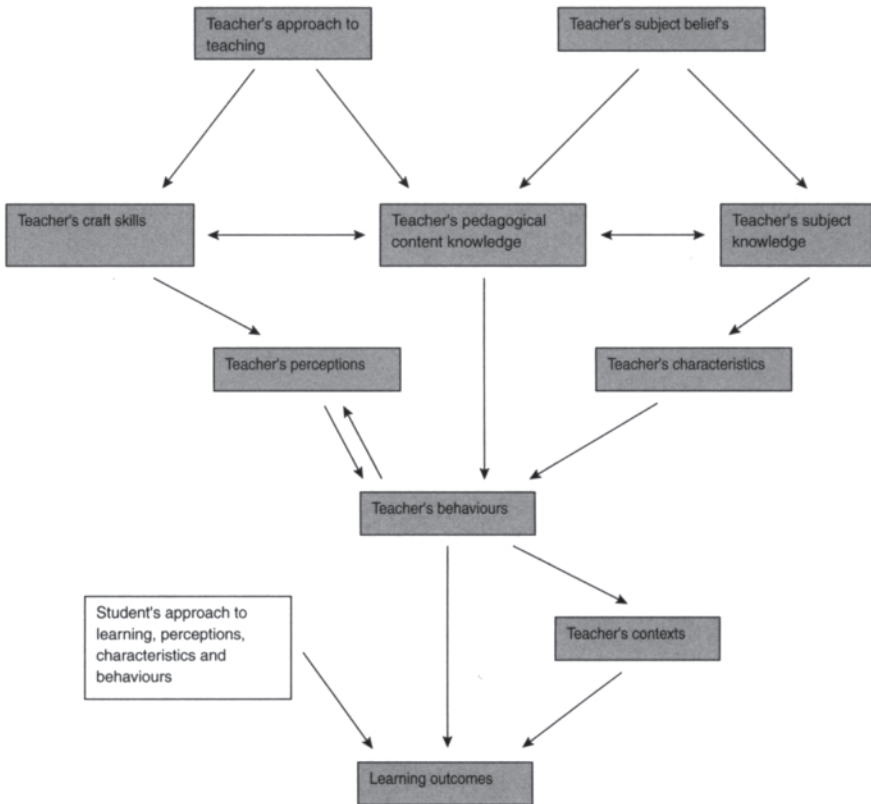 Teacher's approach to
teaching
Teacher's subject belief's
Teacher's craft skills
Teacher's pedagogical
content knowledge
Teacher's subject
knowledge
Teacher's perceptions
Teacher's characteristics
Teacher's behaviours
Student's approach to
learning, perceptions,
characteristics and
behaviours
Teacher's contexts
Learning outcomes